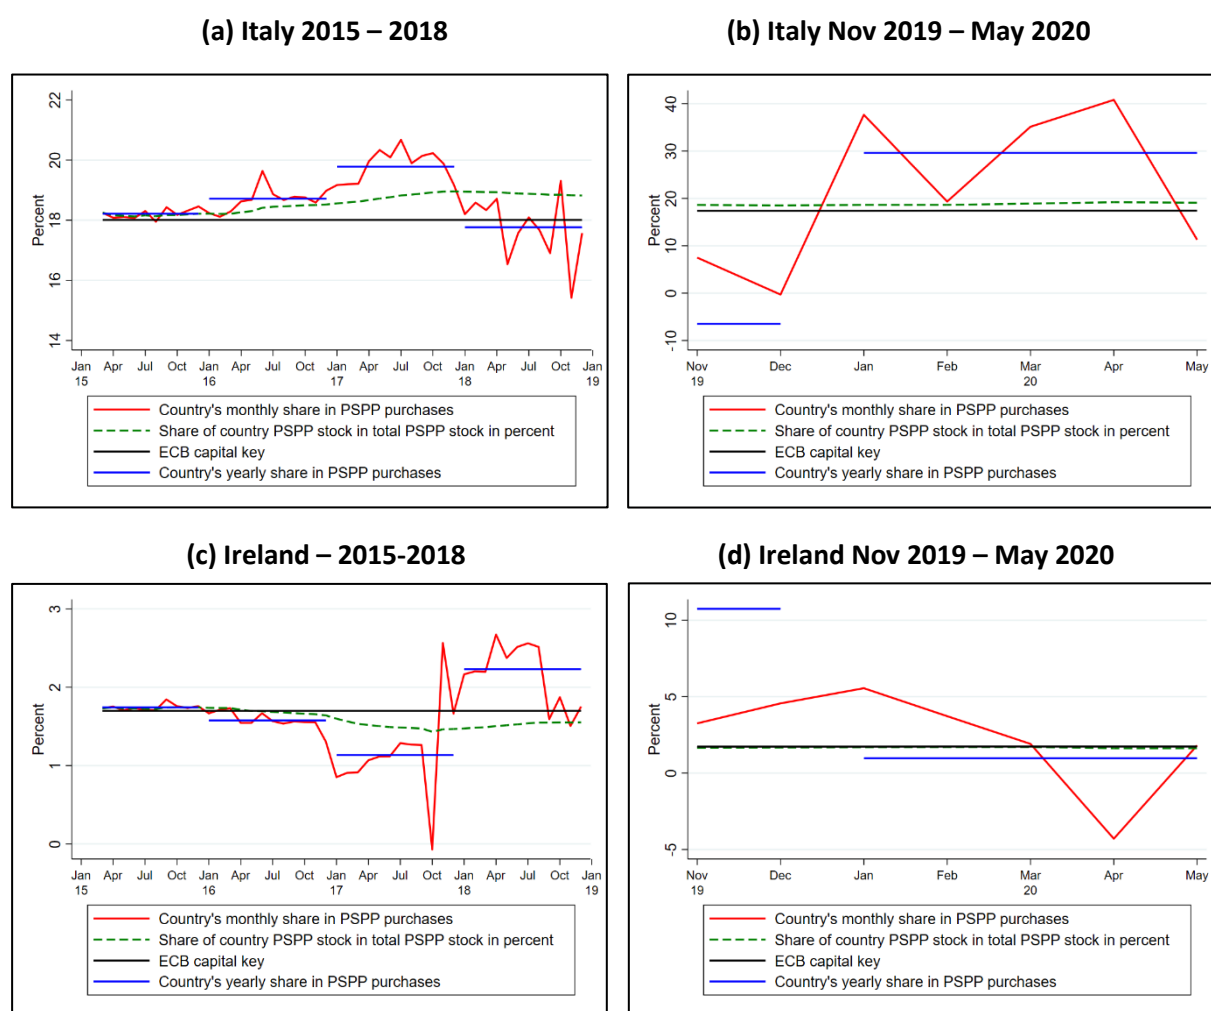 (a) Italy 2015 – 2018
22
20
18
16
14
Percent
Jan Apr Jul Oct Jan Apr Jul Oct Jan Apr Jul Oct Jan Apr Jul Oct Jan
15 16 17 18 19
Country's monthly share in PSPP purchases
Share of country PSPP stock in total PSPP stock in percent
ECB capital key
Country's yearly share in PSPP purchases
(b) Italy Nov 2019 – May 2020
40
30
20
10
0
-10
Percent
Nov Dec Jan Feb Mar Apr May
19 20
Country's monthly share in PSPP purchases
Share of country PSPP stock in total PSPP stock in percent
ECB capital key
Country's yearly share in PSPP purchases
(c) Ireland – 2015-2018
3
2
1
0
Percent
Jan Apr Jul Oct Jan Apr Jul Oct Jan Apr Jul Oct Jan Apr Jul Oct Jan
15 16 17 18 19
Country's monthly share in PSPP purchases
Share of country PSPP stock in total PSPP stock in percent
ECB capital key
Country's yearly share in PSPP purchases
(d) Ireland Nov 2019 – May 2020
10
5
0
-5
Percent
Nov Dec Jan Feb Mar Apr May
19 20
Country's monthly share in PSPP purchases
Share of country PSPP stock in total PSPP stock in percent
ECB capital key
Country's yearly share in PSPP purchases